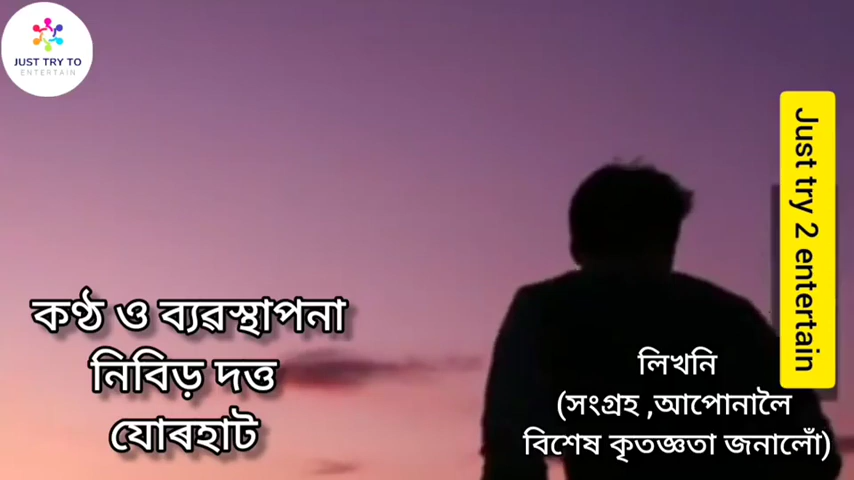 JUST TRY TO
ENTERTAIN
Just try 2 entertain
কণ্ঠ ও ব্যৱস্থাপনা
নিবিড় দত্ত
যোৰহাট
লিখনি
(সংগ্ৰহ ,আপোনালৈ
বিশেষ কৃতজ্ঞতা জনালোঁ)